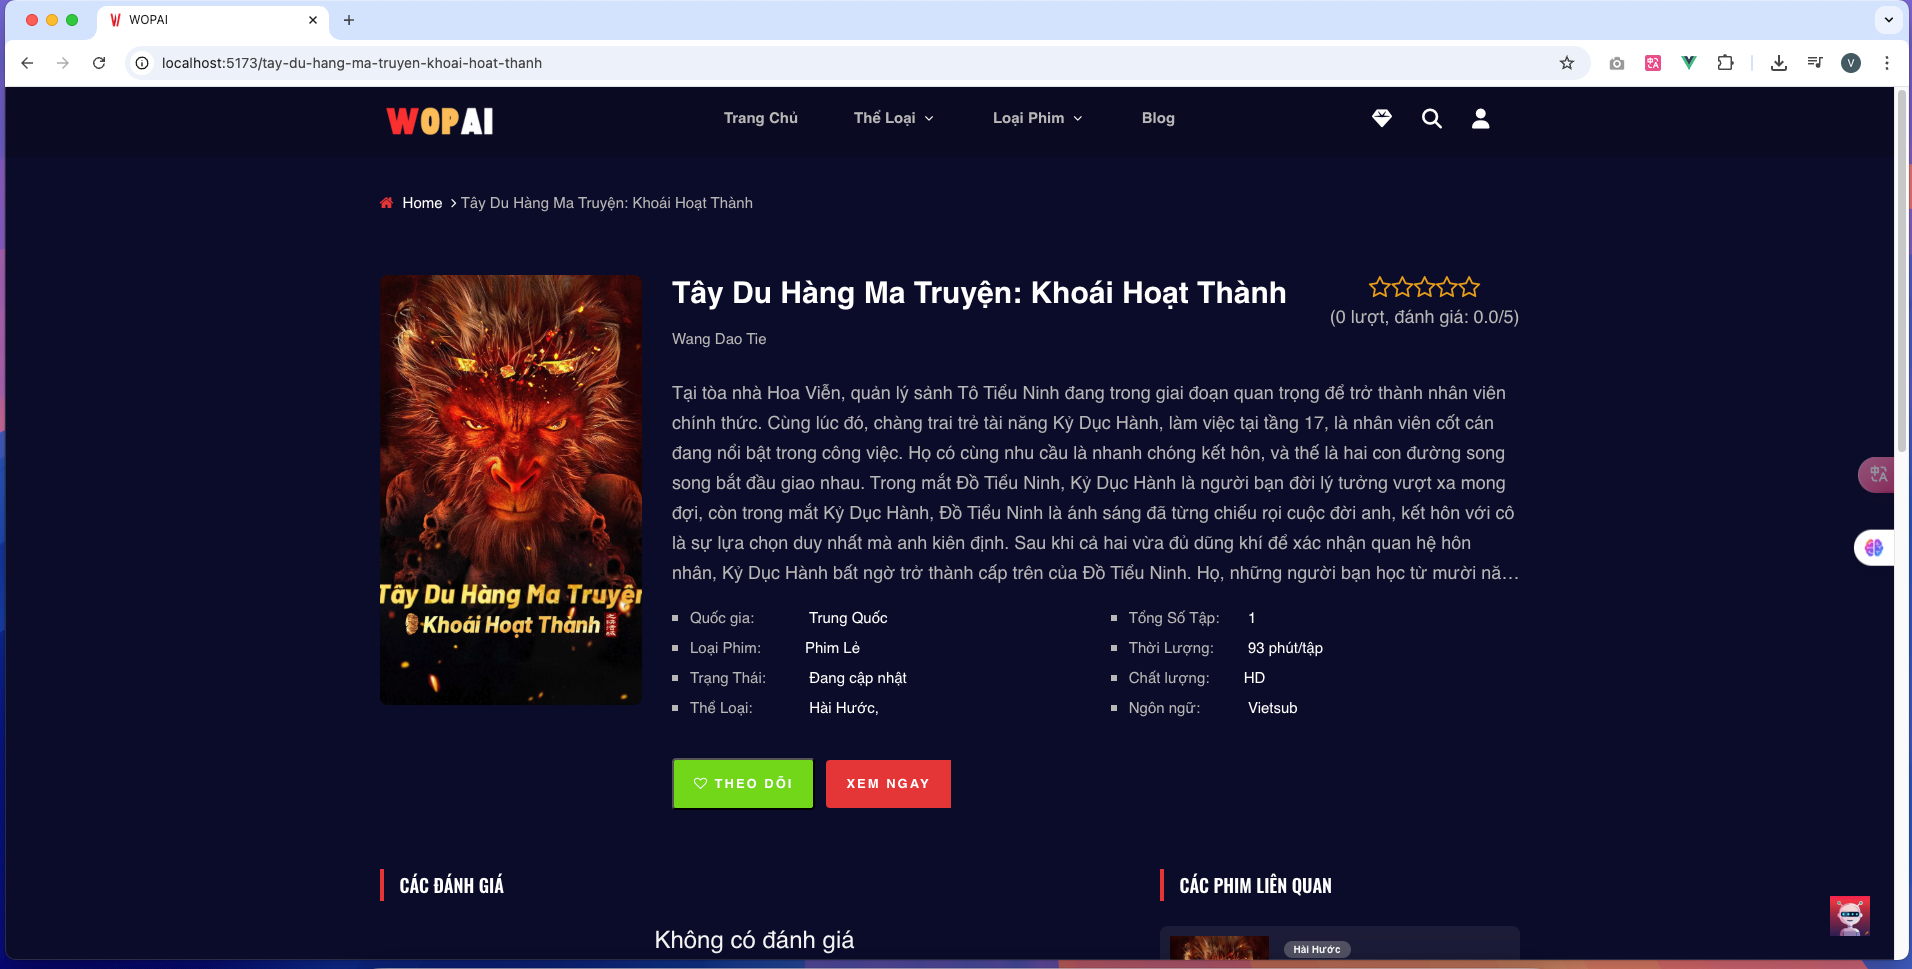 WOPAI
localhost:5173/tay-du-hang-ma-truyen-khoai-hoat-thanh
V
WOPAI
Trang Chủ
Thể Loại
Loại Phim
Blog
Home
Tây Du Hàng Ma Truyện: Khoái Hoạt Thành
Tây Du Hàng Ma Truyện: Khoái Hoạt Thành
(0 lượt, đánh giá: 0.0/5)
Wang Dao Tie
Tại tòa nhà Hoa Viễn, quản lý sảnh Tô Tiểu Ninh đang trong giai đoạn quan trọng để trở thành nhân viên
chính thức. Cùng lúc đó, chàng trai trẻ tài năng Kỷ Dục Hành, làm việc tại tầng 17, là nhân viên cốt cán
đang nổi bật trong công việc. Họ có cùng nhu cầu là nhanh chóng kết hôn, và thế là hai con đường song
song bắt đầu giao nhau. Trong mắt Đồ Tiểu Ninh, Kỷ Dục Hành là người bạn đời lý tưởng vượt xa mong
đợi, còn trong mắt Kỷ Dục Hành, Đồ Tiểu Ninh là ánh sáng đã từng chiếu rọi cuộc đời anh, kết hôn với cô
là sự lựa chọn duy nhất mà anh kiên định. Sau khi cả hai vừa đủ dũng khí để xác nhận quan hệ hôn
nhân, Kỷ Dục Hành bất ngờ trở thành cấp trên của Đồ Tiểu Ninh. Họ, những người bạn học từ mười nă…
Tây Du Hàng Ma Truyện
Khoái Hoạt Thành
Quốc gia: Trung Quốc
Loại Phim: Phim Lẻ
Trạng Thái: Đang cập nhật
Thể Loại: Hài Hước,
Tổng Số Tập: 1
Thời Lượng: 93 phút/tập
Chất lượng: HD
Ngôn ngữ: Vietsub
THEO DÕI
XEM NGAY
CÁC ĐÁNH GIÁ
Không có đánh giá
CÁC PHIM LIÊN QUAN
Hài Hước